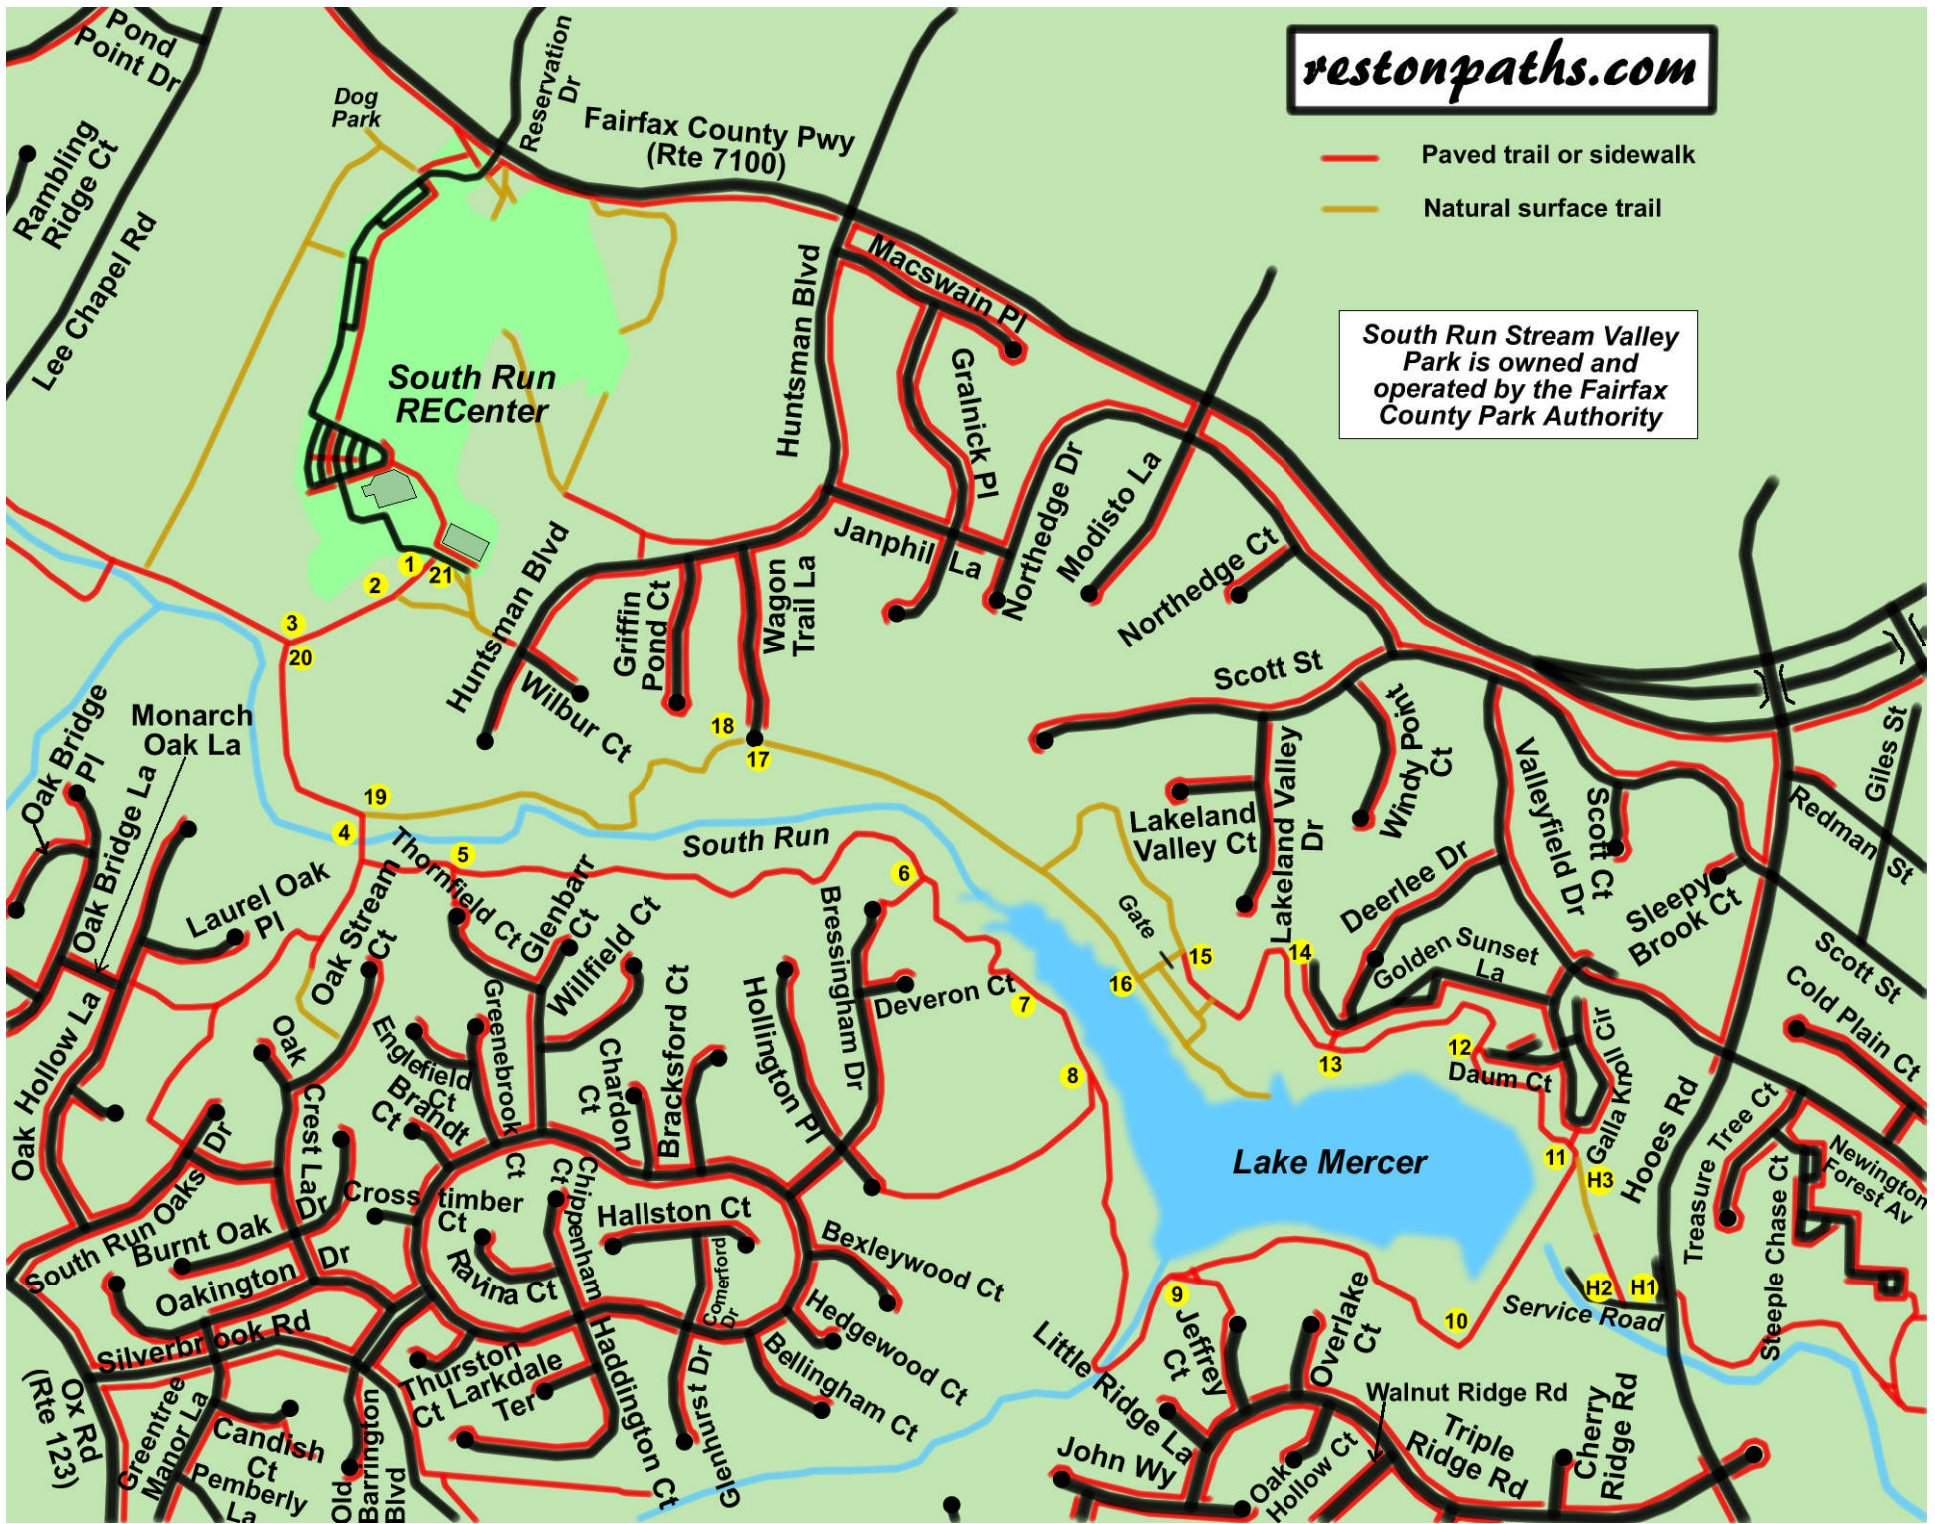 restonpaths.com
Paved trail or sidewalk
Natural surface trail
South Run Stream Valley
Park is owned and
operated by the Fairfax
County Park Authority
Pond
Point Dr
Rambling
Ridge Ct
Lee Chapel Rd
Dog
Park
Reservation
Dr
Fairfax County Pwy
(Rte 7100)
South Run
RECenter
Huntsman Blvd
Macswain Pl
Gralnick Pl
Janphil La
Northedge Dr
Modisto La
Northedge Ct
Huntsman Blvd
Wilbur Ct
Griffin
Pond Ct
Wagon
Trail La
Scott St
Windy Point
Ct
Lakeland
Valley Ct
Lakeland Valley
Dr
Valleyfield Dr
Scott Ct
Sleepy
Brook Ct
Giles St
Redman St
Scott St
Cold Plain Ct
Deerlee Dr
Golden Sunset
La
Gate
Daum Ct
Galla Knoll Cir
Hooes Rd
Treasure Tree Ct
Steeple Chase Ct
Newington
Forest Av
Service Road
Lake Mercer
South Run
Monarch
Oak La
Oak Bridge
Pl
Oak Bridge La
Laurel Oak
Pl
Oak Hollow La
Oak Stream
Ct
Thornfield Ct
Glenbarr
Ct
Willfield Ct
Greenebrook
Ct
Englefield
Ct
Brandt
Ct
Chardon
Ct
Bracksford Ct
Hollington Pl
Bressingham Dr
Deveron Ct
Oak
Crest La
South Run Oaks Dr
Burnt Oak
Dr
Oakington
Dr
Silverbrook Rd
Ox Rd
(Rte 123)
Greentree
Manor La
Candish
Ct
Pemberly
La
Old
Barrington
Blvd
Cross timber
Ct
Ravina Ct
Chippenham
Ct
Hallston Ct
Comerford
Dr
Thurston
Ct
Larkdale
Ter
Haddington Ct
Glenhurst Dr
Bexleywood Ct
Hedgewood Ct
Bellingham Ct
Little Ridge La
John Wy
Jeffrey
Ct
Overlake
Ct
Oak
Hollow Ct
Walnut Ridge Rd
Triple
Ridge Rd
Cherry
Ridge Rd
1
2
3
4
5
6
7
8
9
10
11
12
13
14
15
16
17
18
19
20
21
H1
H2
H3